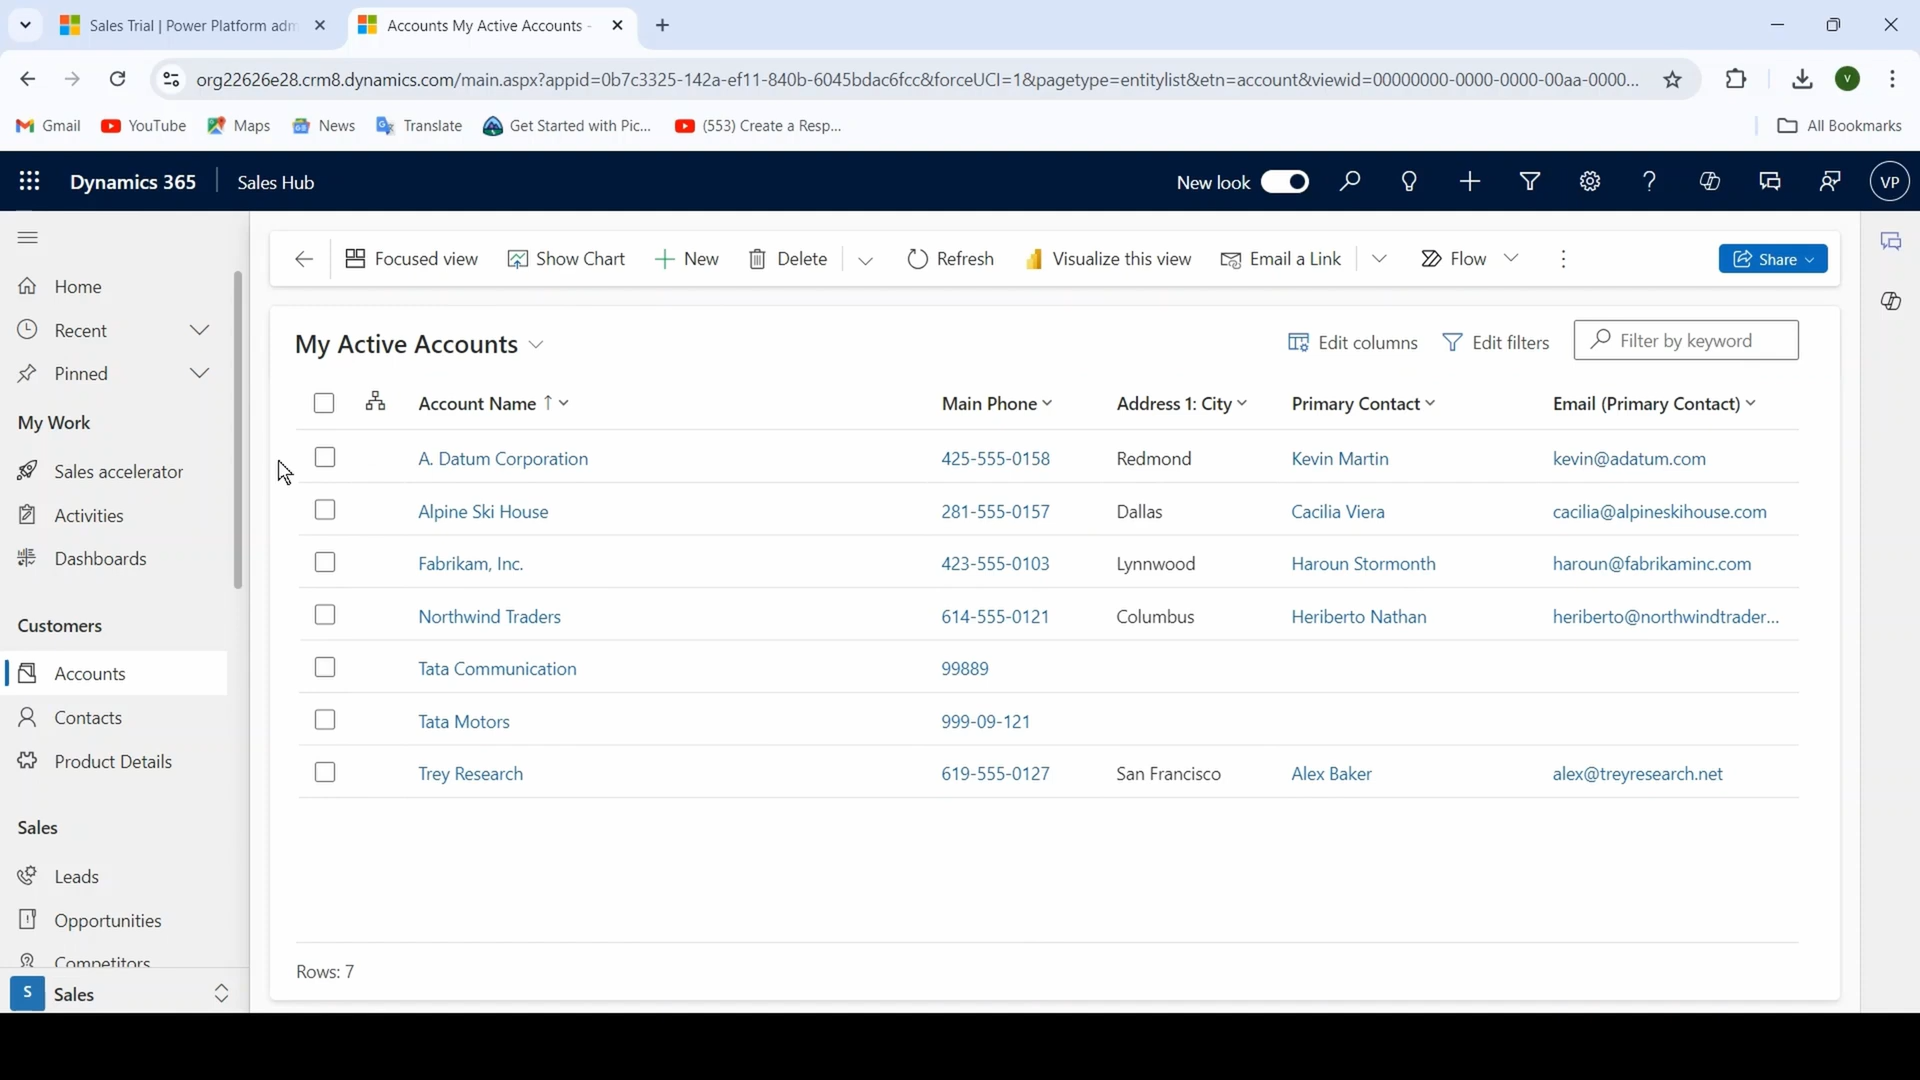 Sales Trial | Power Platform adm
Accounts My Active Accounts -
org22626e28.crm8.dynamics.com/main.aspx?appid=0b7c3325-142a-ef11-840b-6045bdac6fcc&forceUCI=1&pagetype=entitylist&etn=account&viewid=00000000-0000-0000-00aa-0000...
V
Gmail YouTube Maps News Translate Get Started with Pic... (553) Create a Resp... All Bookmarks
Dynamics 365 Sales Hub New look VP
Focused view Show Chart New Delete Refresh Visualize this view Email a Link Flow Share
Home
Recent
Pinned
My Work
Sales accelerator
Activities
Dashboards
Customers
Accounts
Contacts
Product Details
Sales
Leads
Opportunities
Competitors
S Sales
My Active Accounts Edit columns Edit filters Filter by keyword
Account Name ↑ Main Phone Address 1: City Primary Contact Email (Primary Contact)
A. Datum Corporation 425-555-0158 Redmond Kevin Martin kevin@adatum.com
Alpine Ski House 281-555-0157 Dallas Cacilia Viera cacilia@alpineskihouse.com
Fabrikam, Inc. 423-555-0103 Lynnwood Haroun Stormonth haroun@fabrikaminc.com
Northwind Traders 614-555-0121 Columbus Heriberto Nathan heriberto@northwindtrader...
Tata Communication 99889
Tata Motors 999-09-121
Trey Research 619-555-0127 San Francisco Alex Baker alex@treyresearch.net
Rows: 7